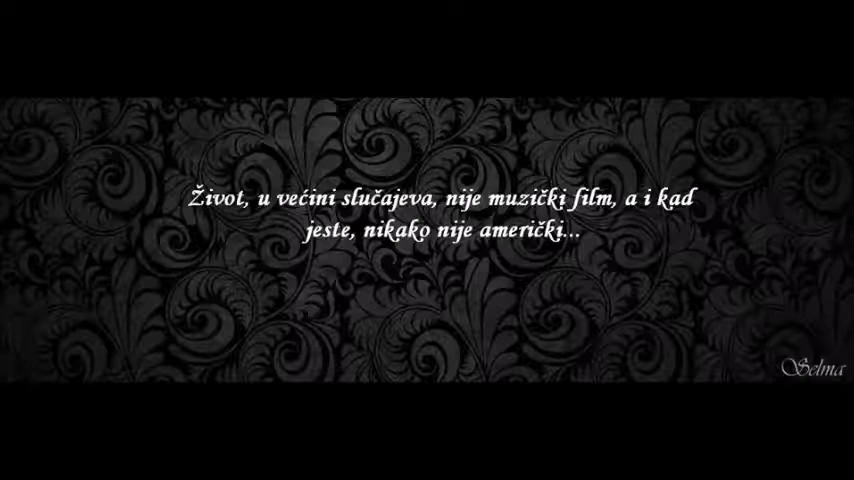 Život, u većini slučajeva, nije muzički film, a i kad
jeste, nikako nije američki...
Selma